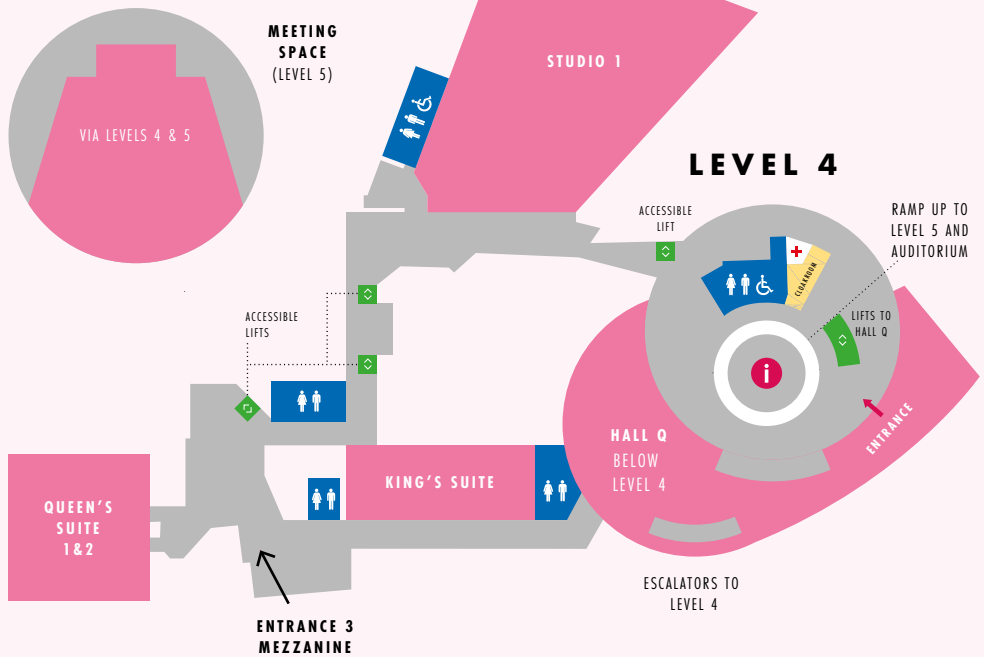 MEETING
SPACE
(LEVEL 5)
VIA LEVELS 4 & 5
STUDIO 1
LEVEL 4
ACCESSIBLE
LIFT
RAMP UP TO
LEVEL 5 AND
AUDITORIUM
CLOAKROOM
LIFTS TO
HALL Q
i
ENTRANCE
HALL Q
BELOW
LEVEL 4
ACCESSIBLE
LIFTS
KING'S SUITE
QUEEN'S
SUITE
1&2
ESCALATORS TO
LEVEL 4
ENTRANCE 3
MEZZANINE